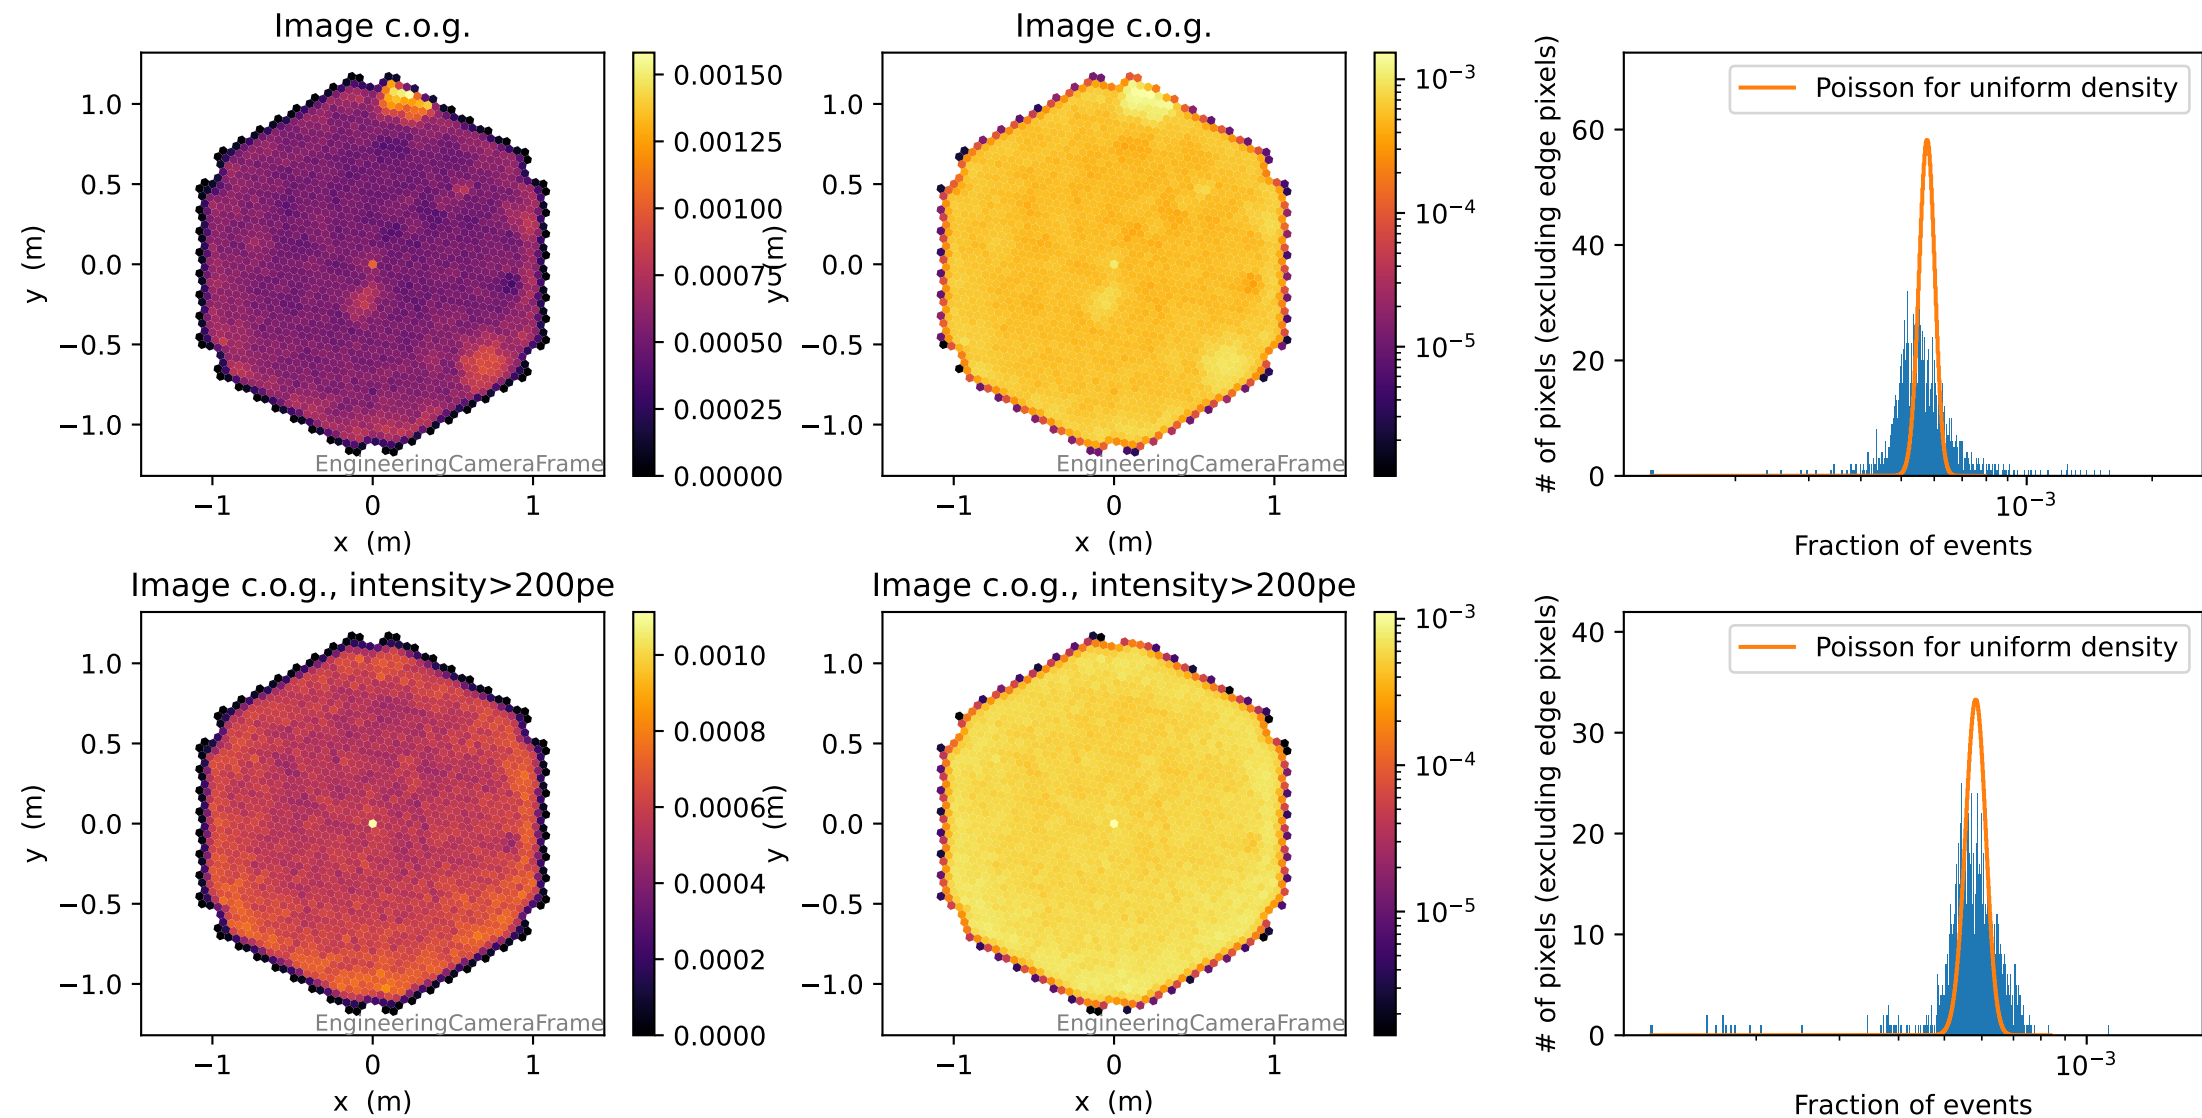 Image c.o.g.
y (m)
1.0
0.5
0.0
−0.5
−1.0
−1
0
1
x (m)
EngineeringCameraFrame
0.00150
0.00125
0.00100
0.00075
0.00050
0.00025
0.00000
Image c.o.g.
y (m)
1.0
0.5
0.0
−0.5
−1.0
−1
0
1
x (m)
EngineeringCameraFrame
10⁻³
10⁻⁴
10⁻⁵
# of pixels (excluding edge pixels)
60
40
20
0
Poisson for uniform density
10⁻³
Fraction of events
Image c.o.g., intensity>200pe
y (m)
1.0
0.5
0.0
−0.5
−1.0
−1
0
1
x (m)
EngineeringCameraFrame
0.0010
0.0008
0.0006
0.0004
0.0002
0.0000
Image c.o.g., intensity>200pe
y (m)
1.0
0.5
0.0
−0.5
−1.0
−1
0
1
x (m)
EngineeringCameraFrame
10⁻³
10⁻⁴
10⁻⁵
# of pixels (excluding edge pixels)
40
30
20
10
0
Poisson for uniform density
10⁻³
Fraction of events